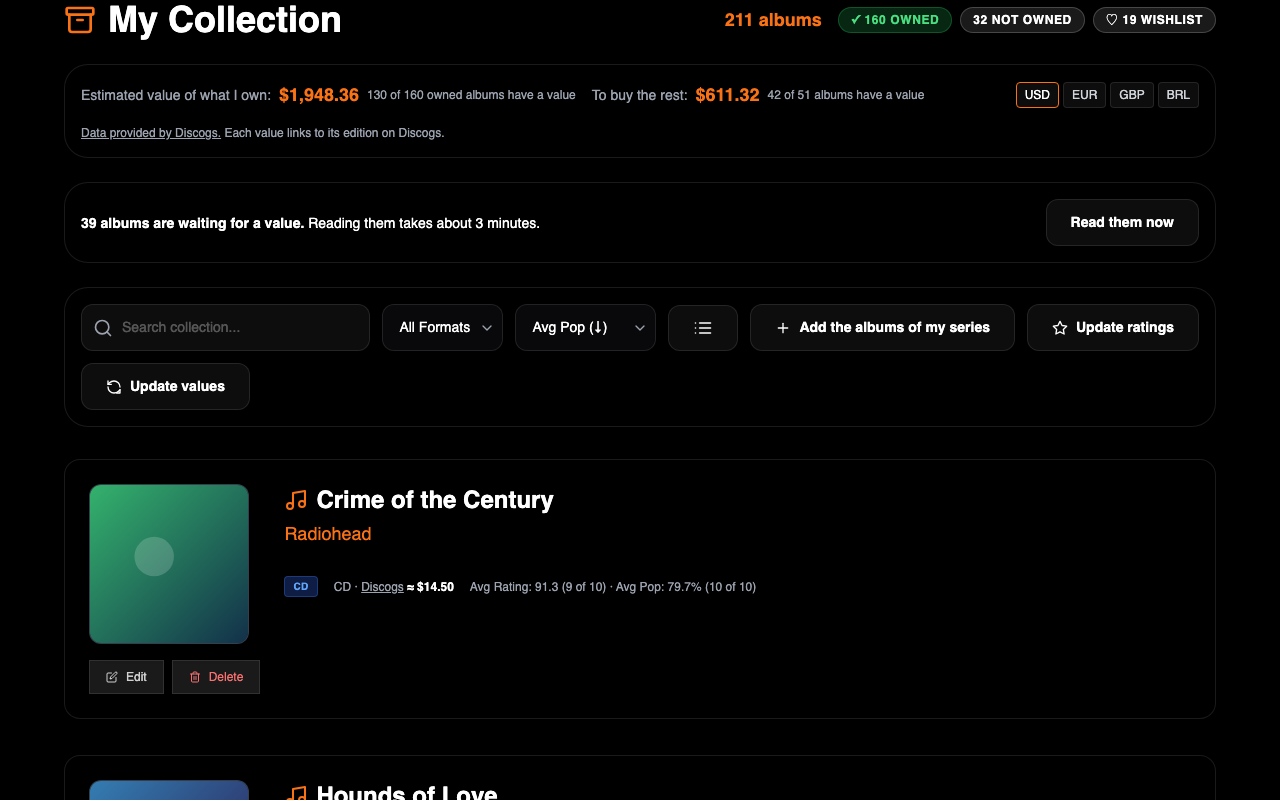 My Collection
211 albums ✓ 160 OWNED 32 NOT OWNED ♡ 19 WISHLIST
Estimated value of what I own: $1,948.36 130 of 160 owned albums have a value To buy the rest: $611.32 42 of 51 albums have a value USD EUR GBP BRL
Data provided by Discogs. Each value links to its edition on Discogs.
39 albums are waiting for a value. Reading them takes about 3 minutes. Read them now
Search collection... All Formats Avg Pop (↓) Add the albums of my series Update ratings
Update values
Crime of the Century
Radiohead
CD CD · Discogs ≈ $14.50 Avg Rating: 91.3 (9 of 10) · Avg Pop: 79.7% (10 of 10)
Edit Delete
Hounds of Love